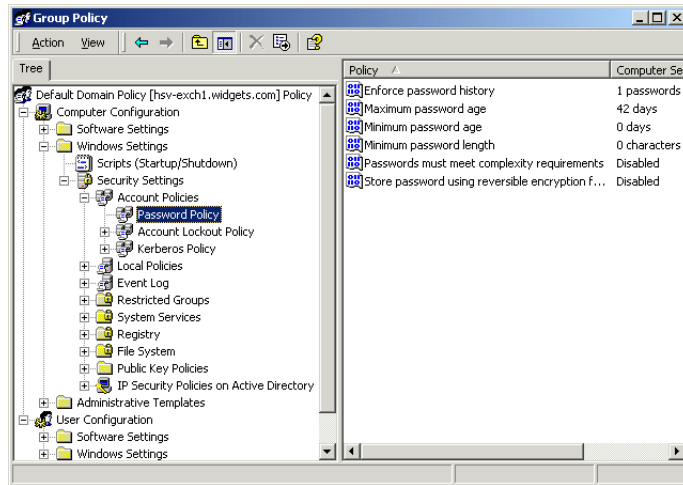 Group Policy
Action View
Tree
Default Domain Policy [hsv-exch1.widgets.com] Policy
Computer Configuration
Software Settings
Windows Settings
Scripts (Startup/Shutdown)
Security Settings
Account Policies
Password Policy
Account Lockout Policy
Kerberos Policy
Local Policies
Event Log
Restricted Groups
System Services
Registry
File System
Public Key Policies
IP Security Policies on Active Directory
Administrative Templates
User Configuration
Software Settings
Windows Settings
Policy Computer Se
Enforce password history 1 passwords
Maximum password age 42 days
Minimum password age 0 days
Minimum password length 0 characters
Passwords must meet complexity requirements Disabled
Store password using reversible encryption f... Disabled